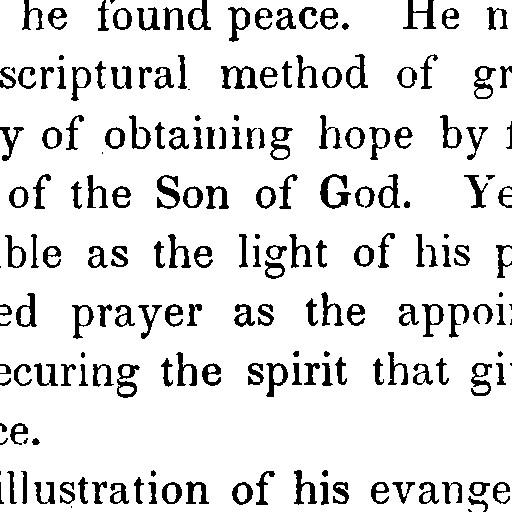 he found peace. He n
scriptural method of gr
y of obtaining hope by f
of the Son of God. Ye
ble as the light of his p
ed prayer as the appoi
ecuring the spirit that gi
ce.
illustration of his evange